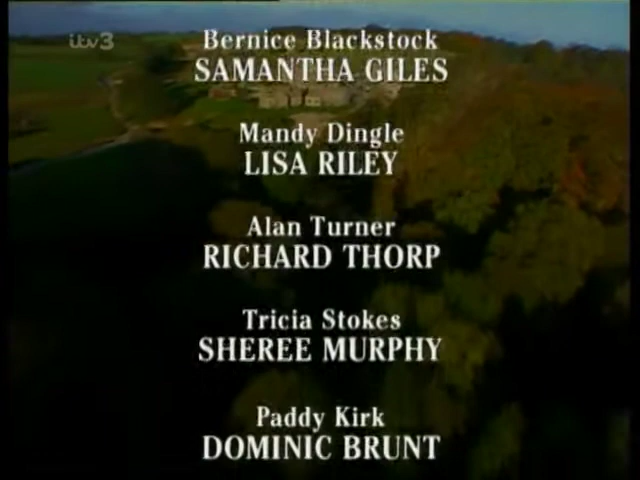 itv3
Bernice Blackstock
SAMANTHA GILES
Mandy Dingle
LISA RILEY
Alan Turner
RICHARD THORP
Tricia Stokes
SHEREE MURPHY
Paddy Kirk
DOMINIC BRUNT